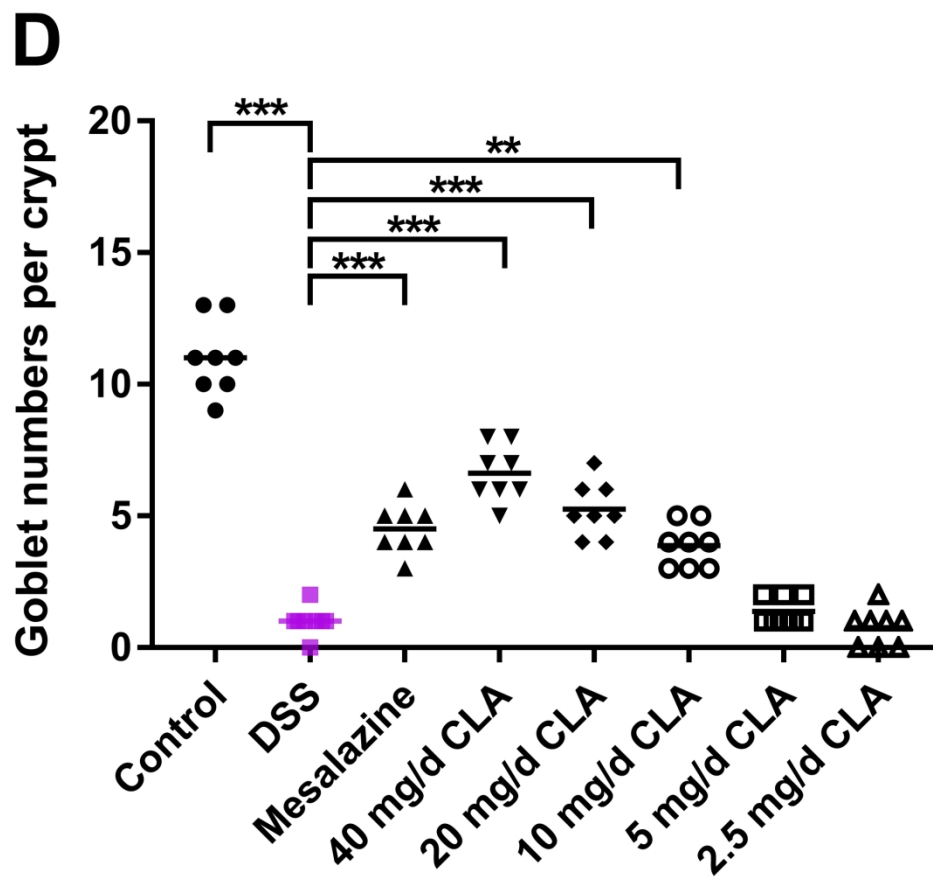 D
Goblet numbers per crypt
20
15
10
5
0
***
**
***
***
***
Control
DSS
Mesalazine
40 mg/d CLA
20 mg/d CLA
10 mg/d CLA
5 mg/d CLA
2.5 mg/d CLA